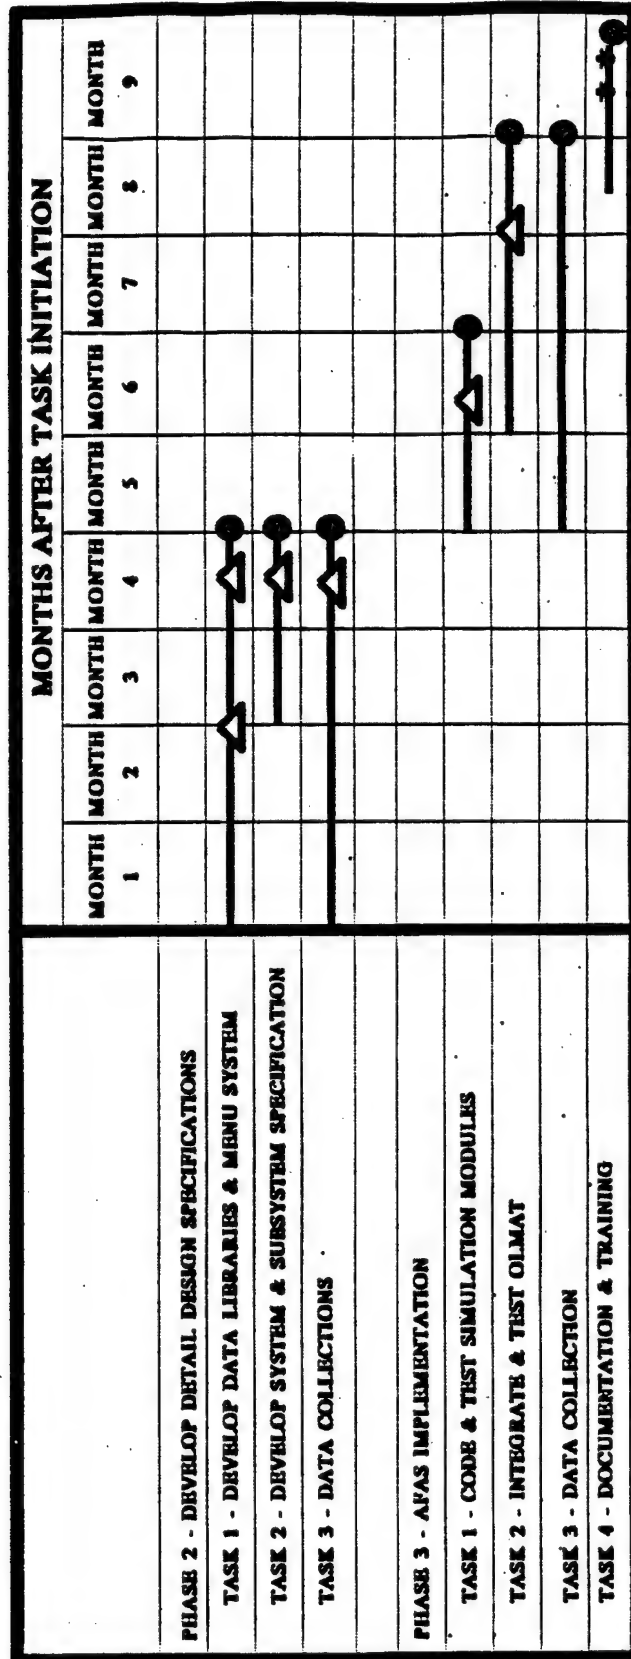 MONTHS AFTER TASK INITIATION
MONTH MONTH MONTH MONTH MONTH MONTH MONTH MONTH MONTH
1 2 3 4 5 6 7 8 9
PHASE 2 - DEVELOP DETAIL DESIGN SPECIFICATIONS
TASK 1 - DEVELOP DATA LIBRARIES & MENU SYSTEM
TASK 2 - DEVELOP SYSTEM & SUBSYSTEM SPECIFICATION
TASK 3 - DATA COLLECTIONS
PHASE 3 - AFAS IMPLEMENTATION
TASK 1 - CODE & TEST SIMULATION MODULES
TASK 2 - INTEGRATE & TEST OLMAT
TASK 3 - DATA COLLECTION
TASK 4 - DOCUMENTATION & TRAINING